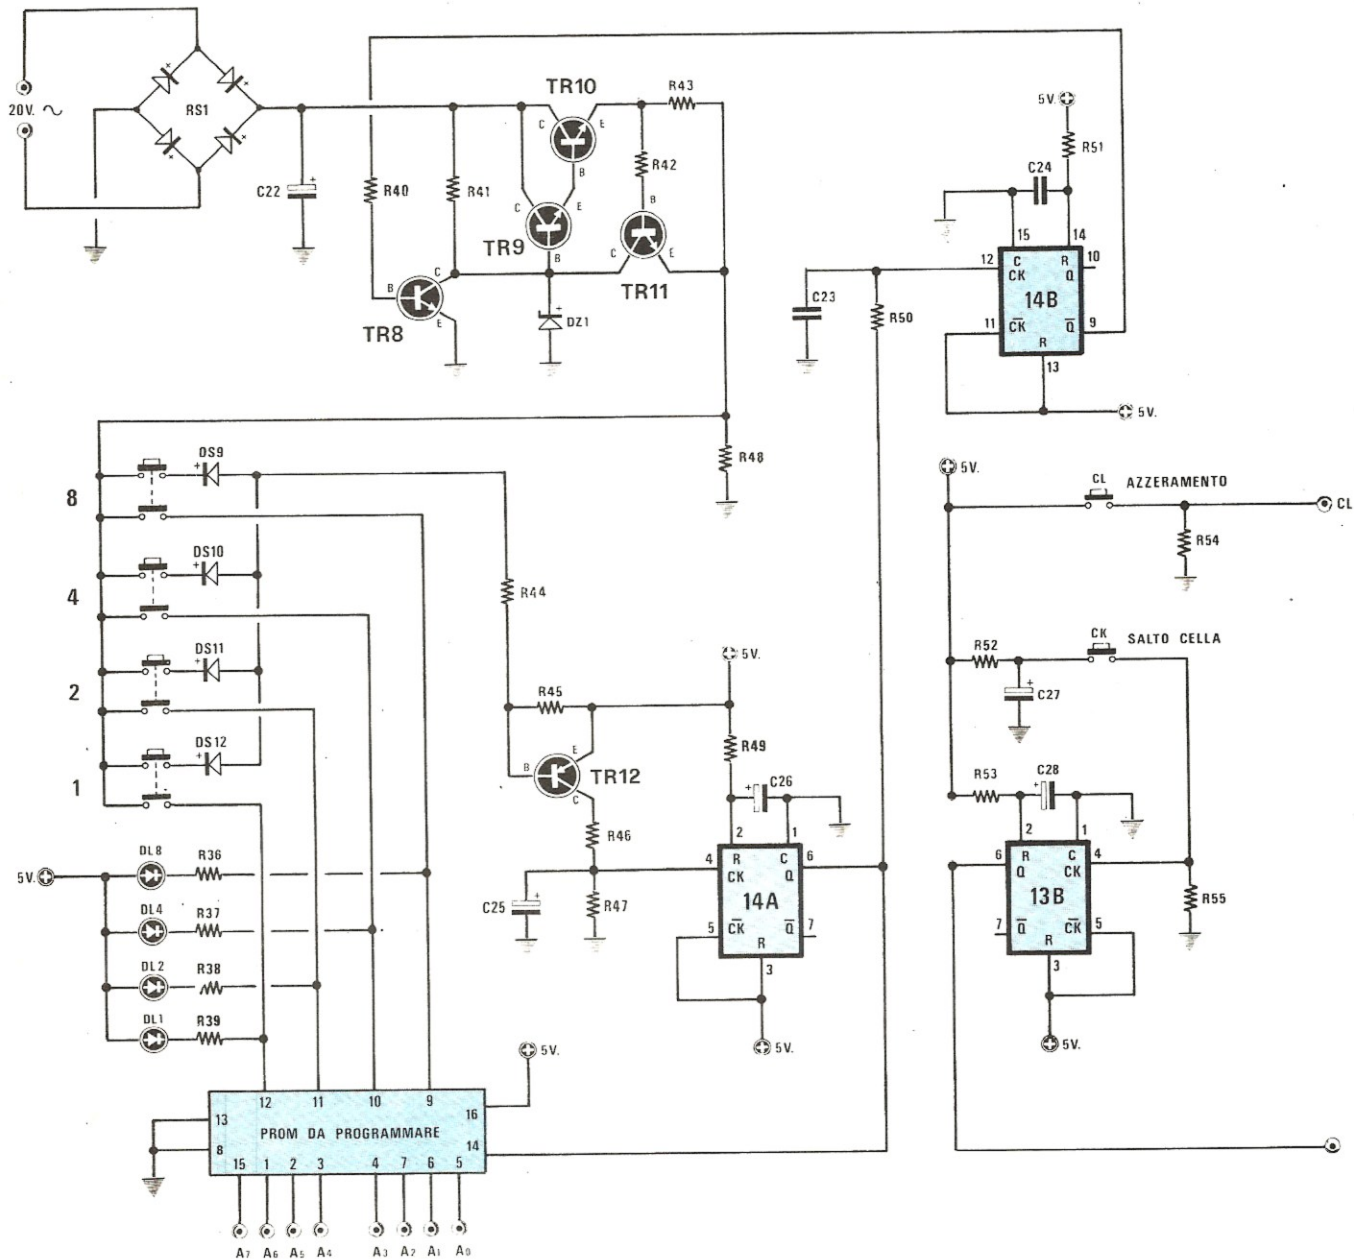 TR10
R43
5V.
20V. ∿
RS1
C
E
B
R51
C24
R42
C22
R40
R41
C
E
B
B
TR9
15
14
12
C
R
10
CK
Q
14B
C
E
TR11
C
B
E
TR8
B
DZ1
C23
R50
11
CK
Q
9
R
13
5V.
R48
DS9
8
5V.
CL
AZZERAMENTO
CL
R54
DS10
4
R44
DS11
2
5V.
R52
CK
SALTO CELLA
C27
R45
R49
DS12
1
B
E
C
TR12
C26
R53
C28
R46
2
1
2
1
DL8
R36
5V.
4
R
C
6
CK
Q
6
R
C
4
Q
CK
14A
13B
C25
R47
R55
DL4
R37
5
CK
Q
7
R
3
7
Q
CK
5
R
3
DL2
R38
DL1
R39
5V.
5V.
5V.
12
11
10
9
16
13
PROM DA PROGRAMMARE
14
8
15
1
2
3
4
7
6
5
A7
A6
A5
A4
A3
A2
A1
A0